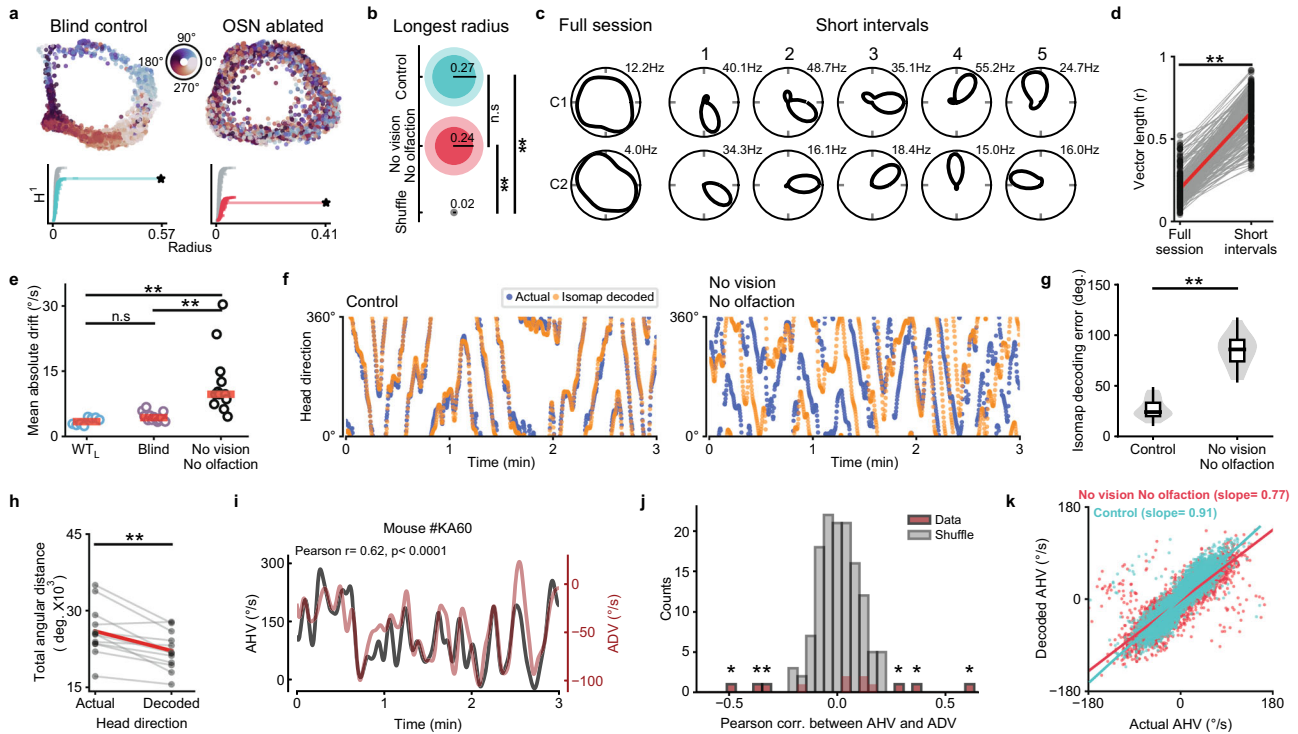 a
Blind control
OSN ablated
90°
180°
0°
270°
H¹
0
0.57
0
0.41
Radius
b
Longest radius
Control
0.27
No vision
No olfaction
0.24
Shuffle
0.02
n.s
**
**
c
Full session
Short intervals
1
2
3
4
5
C1
12.2Hz
40.1Hz
48.7Hz
35.1Hz
55.2Hz
24.7Hz
C2
4.0Hz
34.3Hz
16.1Hz
18.4Hz
15.0Hz
16.0Hz
d
**
Vector length (r)
1
0.5
0
Full
session
Short
intervals
e
Mean absolute drift (°/s)
30
15
0
**
**
n.s
WT_L
Blind
No vision
No olfaction
f
Control
Actual
Isomap decoded
No vision
No olfaction
Head direction
360°
0°
0
1
2
3
Time (min)
360°
0°
0
1
2
3
Time (min)
g
Isomap decoding error (deg.)
150
100
50
0
**
Control
No vision
No olfaction
h
Total angular distance
( deg. X10³)
45
30
15
**
Actual
Decoded
Head direction
i
Mouse #KA60
Pearson r= 0.62, p< 0.0001
AHV (°/s)
300
150
0
ADV (°/s)
0
−50
−100
0
1
2
3
Time (min)
j
Counts
20
15
10
5
0
Data
Shuffle
*
**
*
*
*
−0.5
0.0
0.5
Pearson corr. between AHV and ADV
k
No vision No olfaction (slope= 0.77)
Control (slope= 0.91)
Decoded AHV (°/s)
180
0
−180
−180
0
180
Actual AHV (°/s)